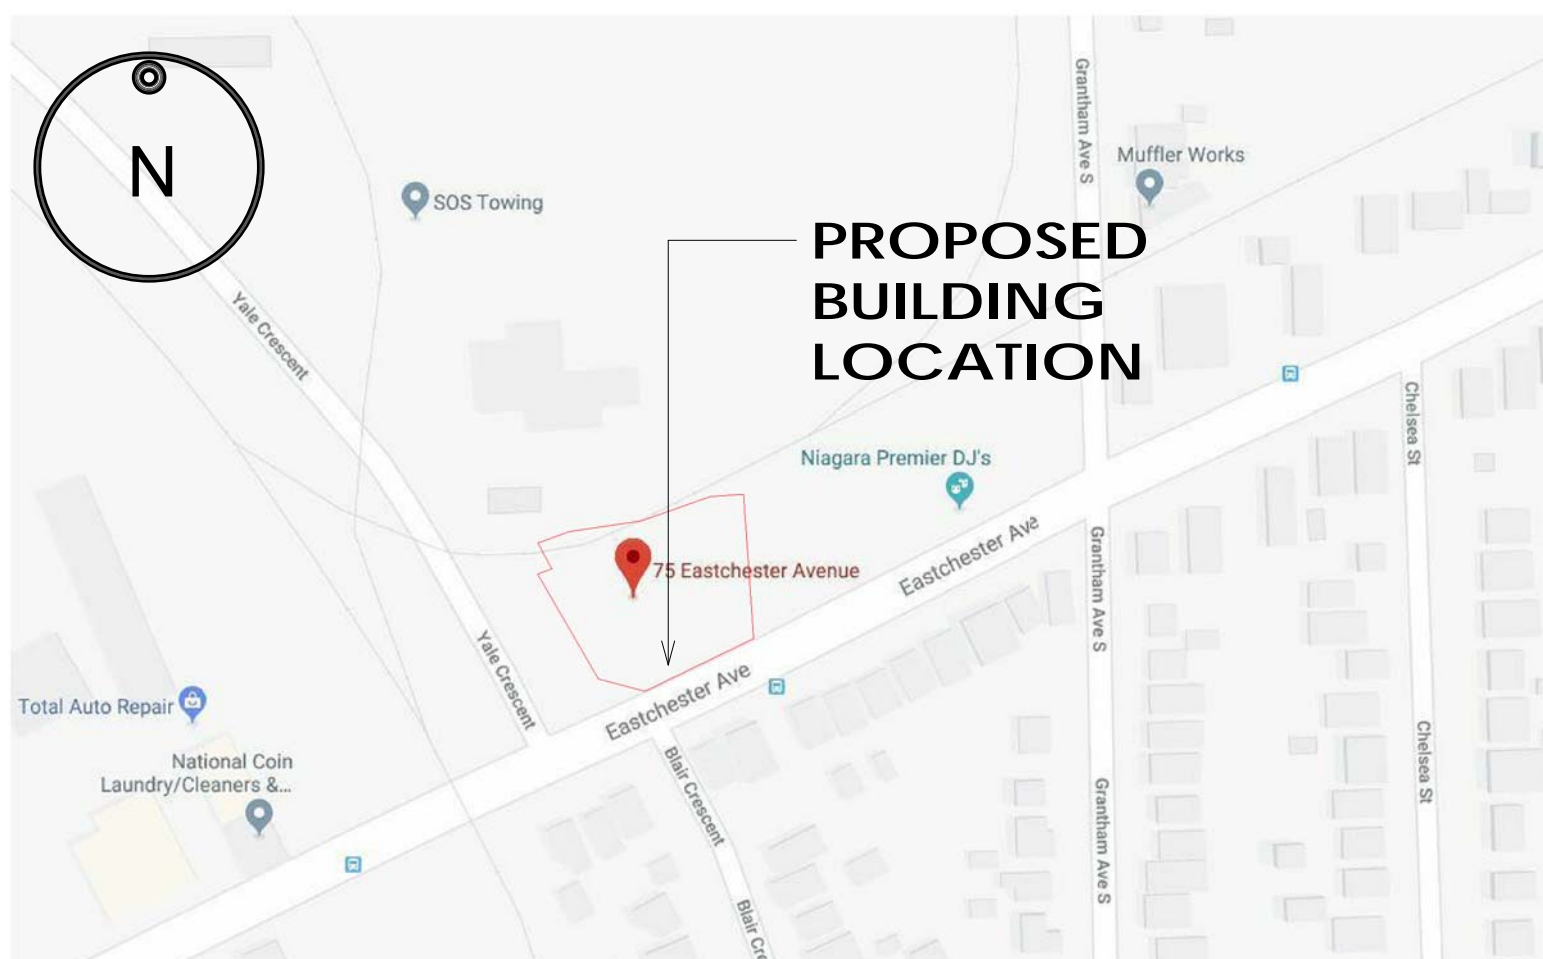 N
Grantham Ave S
Muffler Works
SOS Towing
PROPOSED
BUILDING
LOCATION
Yale Crescent
Chelsea St
Niagara Premier DJ's
Eastchester Ave
75 Eastchester Avenue
Grantham Ave S
Yale Crescent
Eastchester Ave
Total Auto Repair
National Coin
Laundry/Cleaners &...
Blair Crescent
Chelsea St
Grantham Ave S
Blair Cre